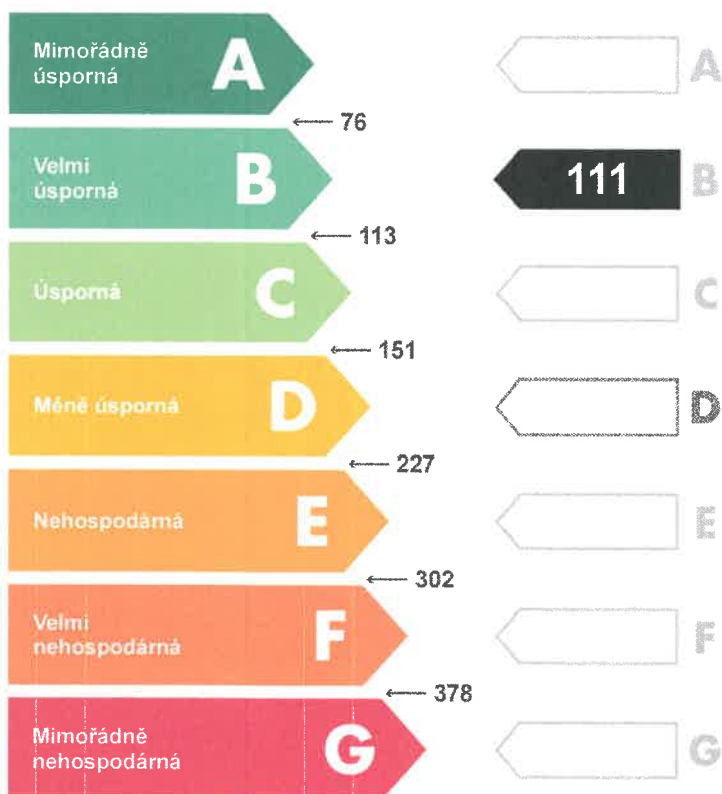 Mimořádně
úsporná
A
A
← 76
Velmi
úsporná
B
111
B
← 113
Úsporná
C
C
← 151
Méně úsporná
D
D
← 227
Nehospodárná
E
E
← 302
Velmi
nehospodárná
F
F
← 378
Mimořádně
nehospodárná
G
G